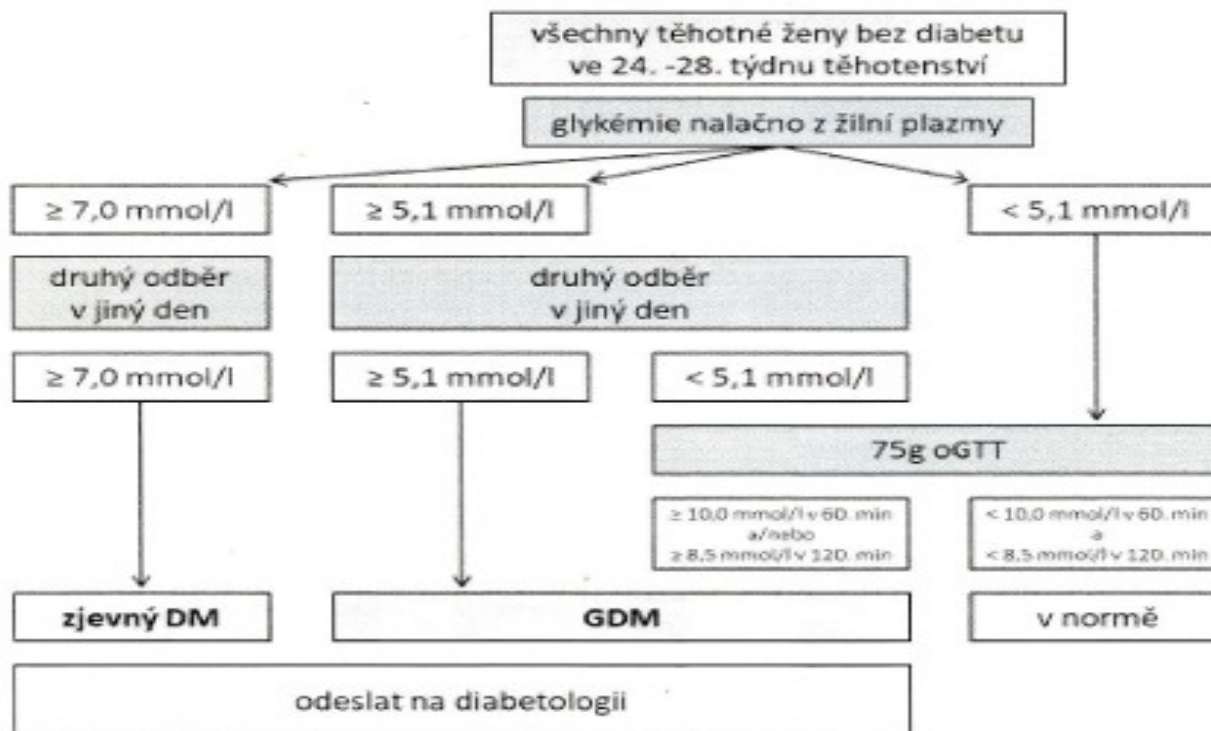 všechny těhotné ženy bez diabetu
ve 24. -28. týdnu těhotenství
glykémie nalačno z žilní plazmy
≥ 7,0 mmol/l
≥ 5,1 mmol/l
< 5,1 mmol/l
druhý odběr
v jiný den
druhý odběr
v jiný den
≥ 7,0 mmol/l
≥ 5,1 mmol/l
< 5,1 mmol/l
75g oGTT
≥ 10,0 mmol/l v 60. min
a/nebo
≥ 8,5 mmol/l v 120. min
< 10,0 mmol/l v 60. min
a
< 8,5 mmol/l v 120. min
zjevný DM
GDM
v normě
odeslat na diabetologii